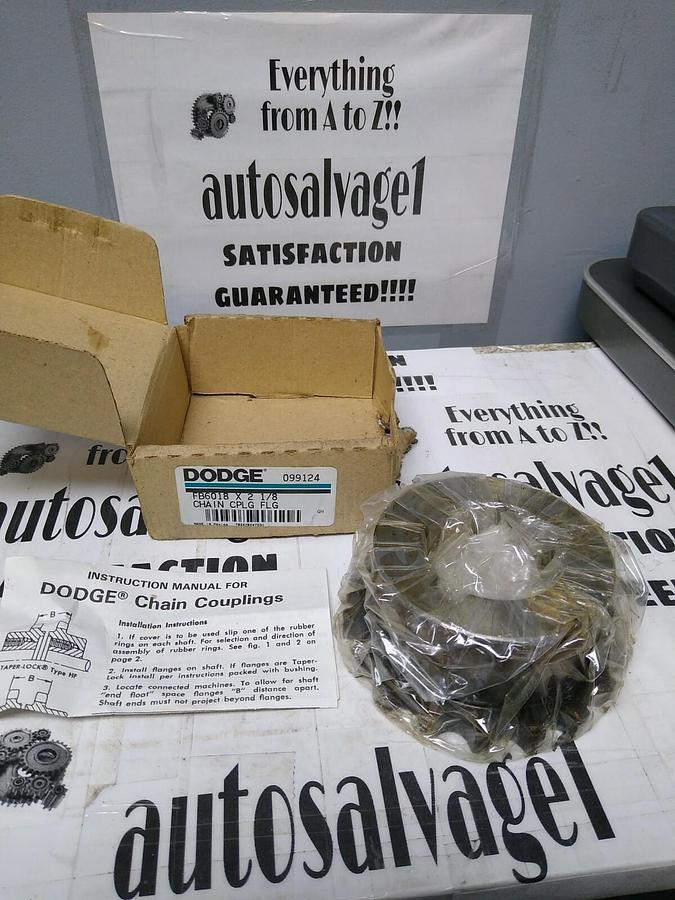 Everything
from A to Z!!
autosalvage1
SATISFACTION
GUARANTEED!!!!
N
!!!!
Everything
from A to Z!!
salvage1
fro
autosa
CTION
DODGE® 099124
FB6018 X 2 1/8
CHAIN CPLG FLG
INSTRUCTION MANUAL FOR
DODGE® Chain Couplings
Installation Instructions
1. If cover is to be used slip one of the rubber
rings on each shaft. For selection and direction of
assembly of rubber rings. See fig. 1 and 2 on
page 2.
2. Install flanges on shaft. If flanges are Taper-
Lock install per instructions packed with bushing.
3. Locate connected machines. To allow for shaft
"end float" space flanges "B" distance apart.
Shaft ends must not project beyond flanges.
B
TAPER-LOCK® Type HF
B
autosalvage1